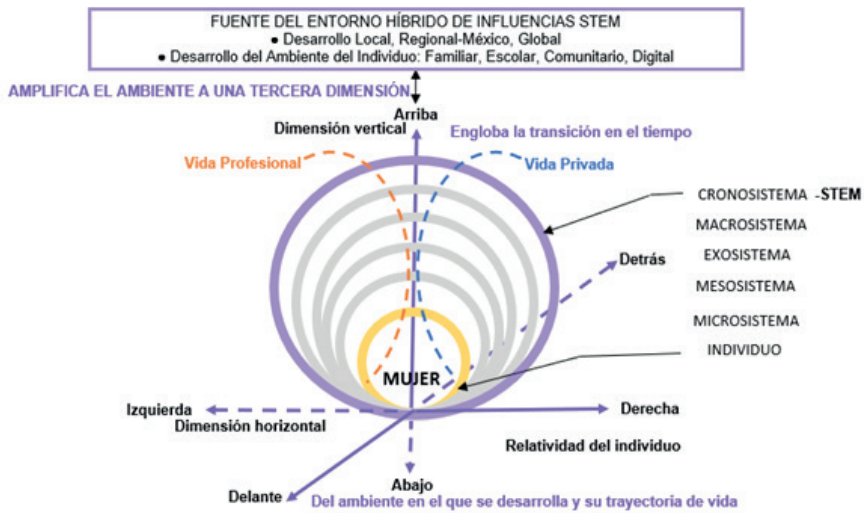 FUENTE DEL ENTORNO HÍBRIDO DE INFLUENCIAS STEM
● Desarrollo Local, Regional-México, Global
● Desarrollo del Ambiente del Individuo: Familiar, Escolar, Comunitario, Digital
AMPLIFICA EL AMBIENTE A UNA TERCERA DIMENSIÓN
Arriba
Dimensión vertical
Engloba la transición en el tiempo
Vida Profesional
Vida Privada
CRONOSISTEMA -STEM
MACROSISTEMA
EXOSISTEMA
Detrás
MESOSISTEMA
MICROSISTEMA
INDIVIDUO
MUJER
Izquierda
Derecha
Dimensión horizontal
Relatividad del individuo
Abajo
Delante
Del ambiente en el que se desarrolla y su trayectoria de vida